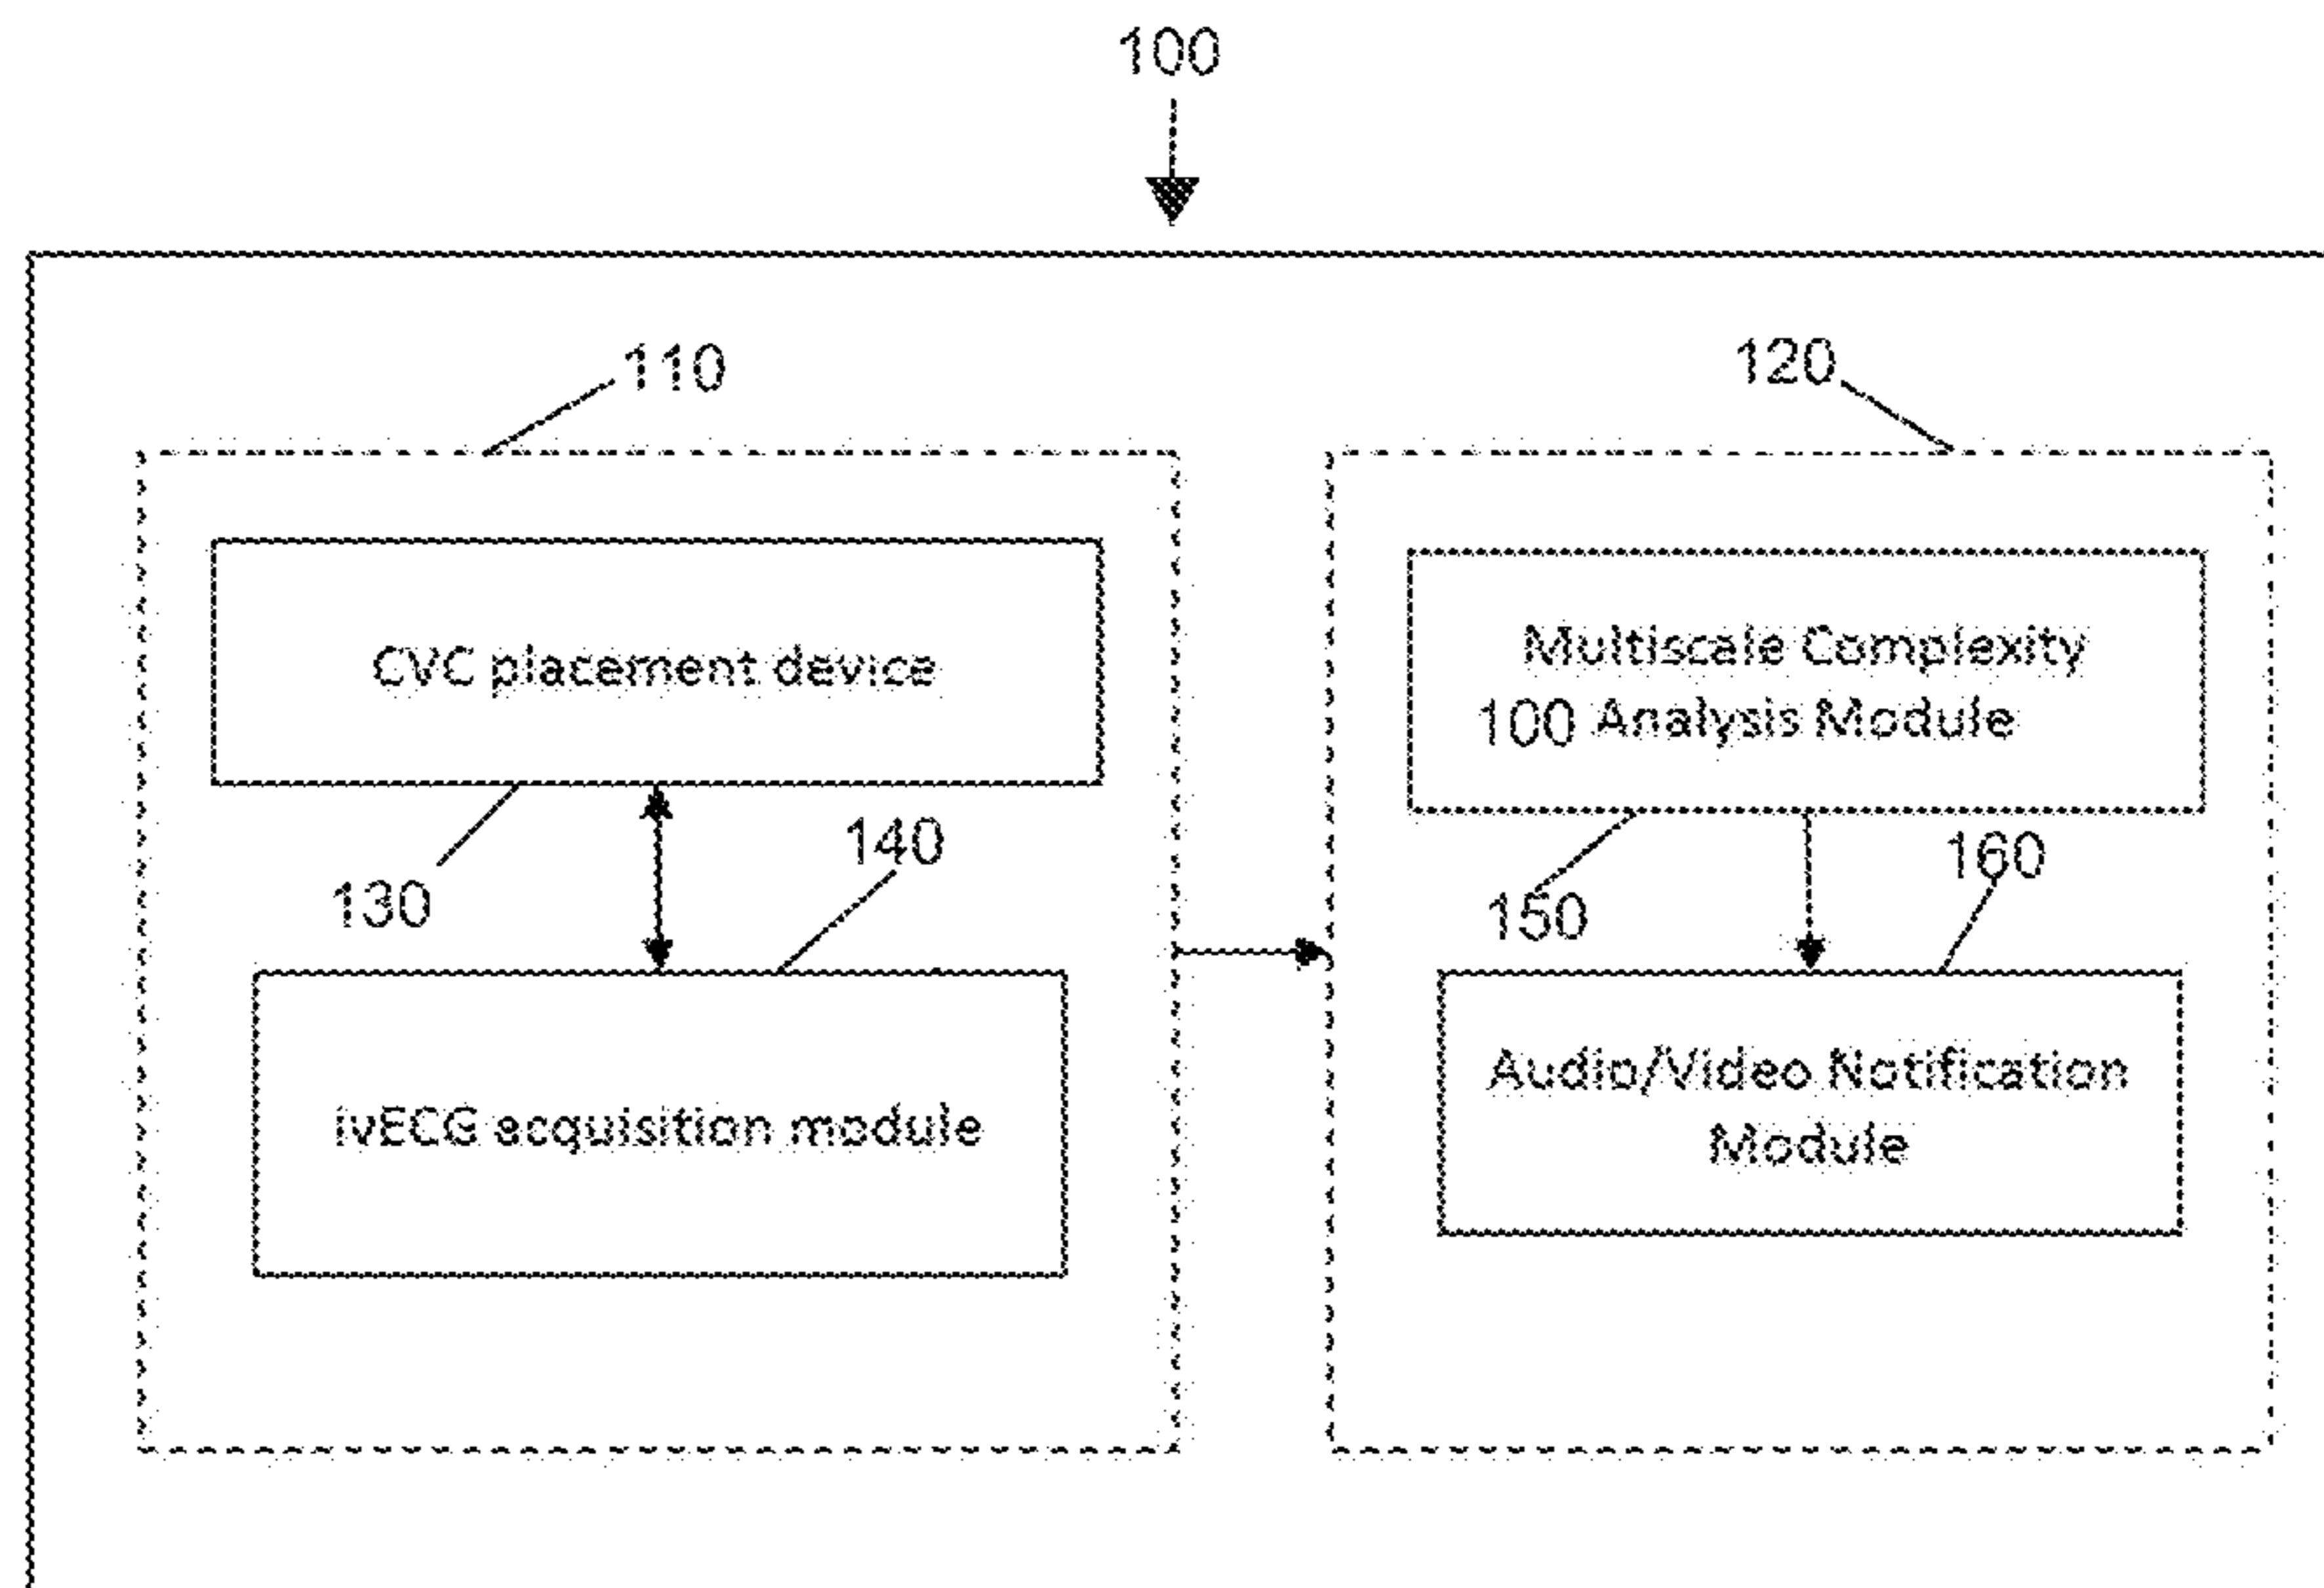 100
110
120
CVC placement device
Multiscale Complexity
100 Analysis Module
130
140
150
160
ivECG acquisition module
Audio/Video Notification
Module